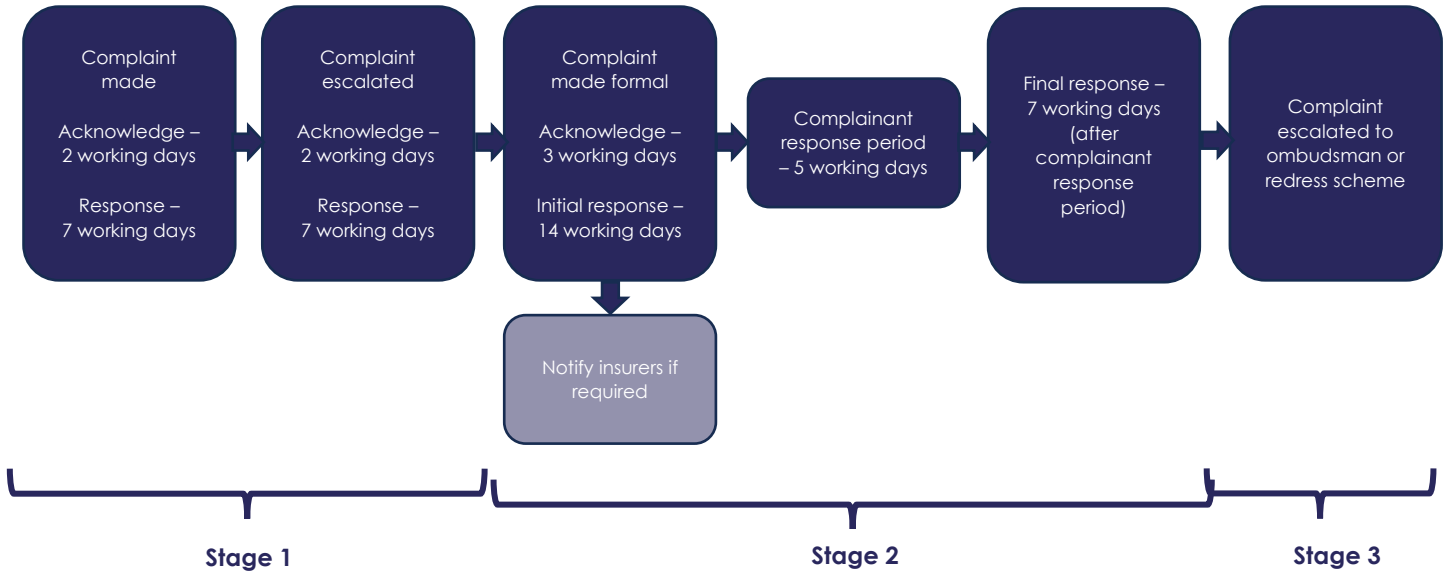 Complaint
made
Acknowledge –
2 working days
Response –
7 working days
Complaint
escalated
Acknowledge –
2 working days
Response –
7 working days
Complaint
made formal
Acknowledge –
3 working days
Initial response –
14 working days
Notify insurers if
required
Complainant
response period
– 5 working days
Final response –
7 working days
(after
complainant
response
period)
Complaint
escalated to
ombudsman or
redress scheme
Stage 1
Stage 2
Stage 3